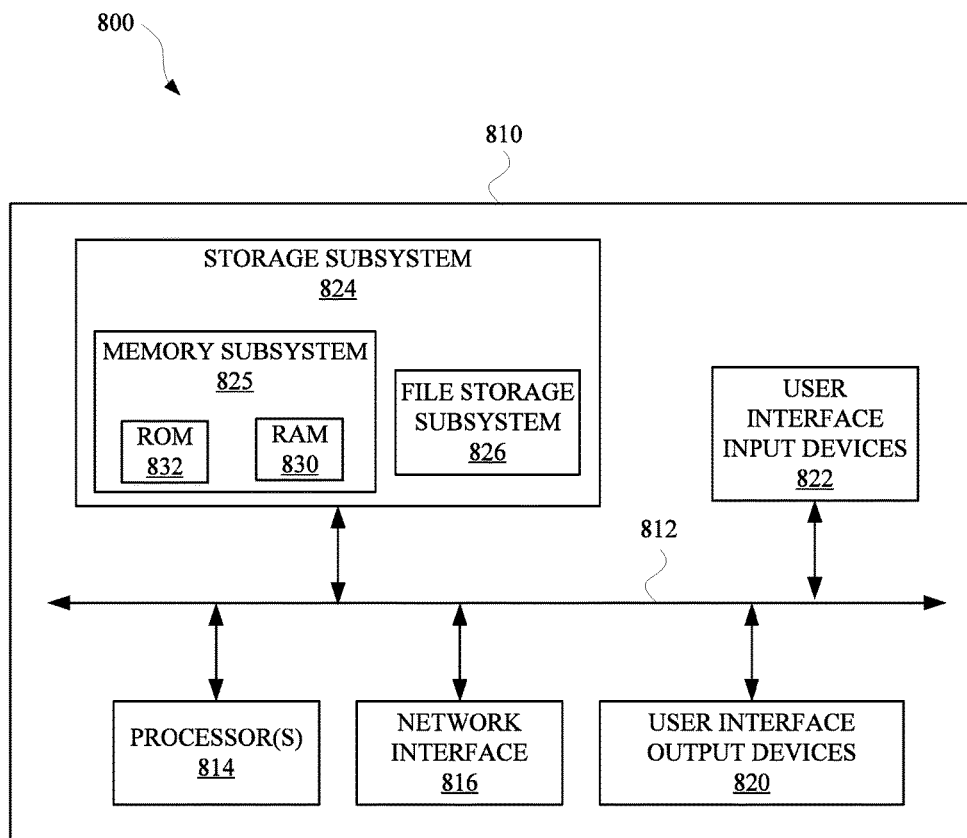 800
810
STORAGE SUBSYSTEM
824
MEMORY SUBSYSTEM
825
ROM
832
RAM
830
FILE STORAGE
SUBSYSTEM
826
USER
INTERFACE
INPUT DEVICES
822
812
PROCESSOR(S)
814
NETWORK
INTERFACE
816
USER INTERFACE
OUTPUT DEVICES
820